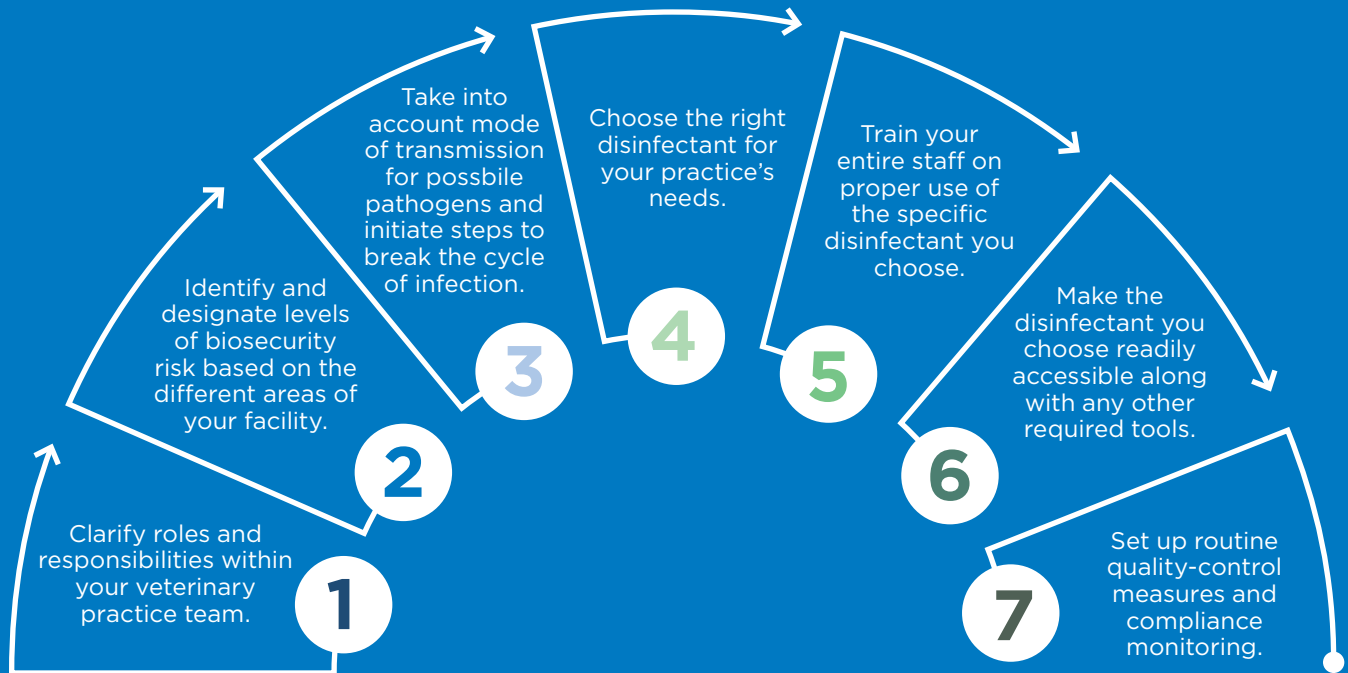 1
Clarify roles and
responsibilities within
your veterinary
practice team.
2
Identify and
designate levels
of biosecurity
risk based on the
different areas of
your facility.
3
Take into
account mode
of transmission
for possbile
pathogens and
initiate steps to
break the cycle
of infection.
4
Choose the right
disinfectant for
your practice’s
needs.
5
Train your
entire staff on
proper use of
the specific
disinfectant you
choose.
6
Make the
disinfectant you
choose readily
accessible along
with any other
required tools.
7
Set up routine
quality-control
measures and
compliance
monitoring.